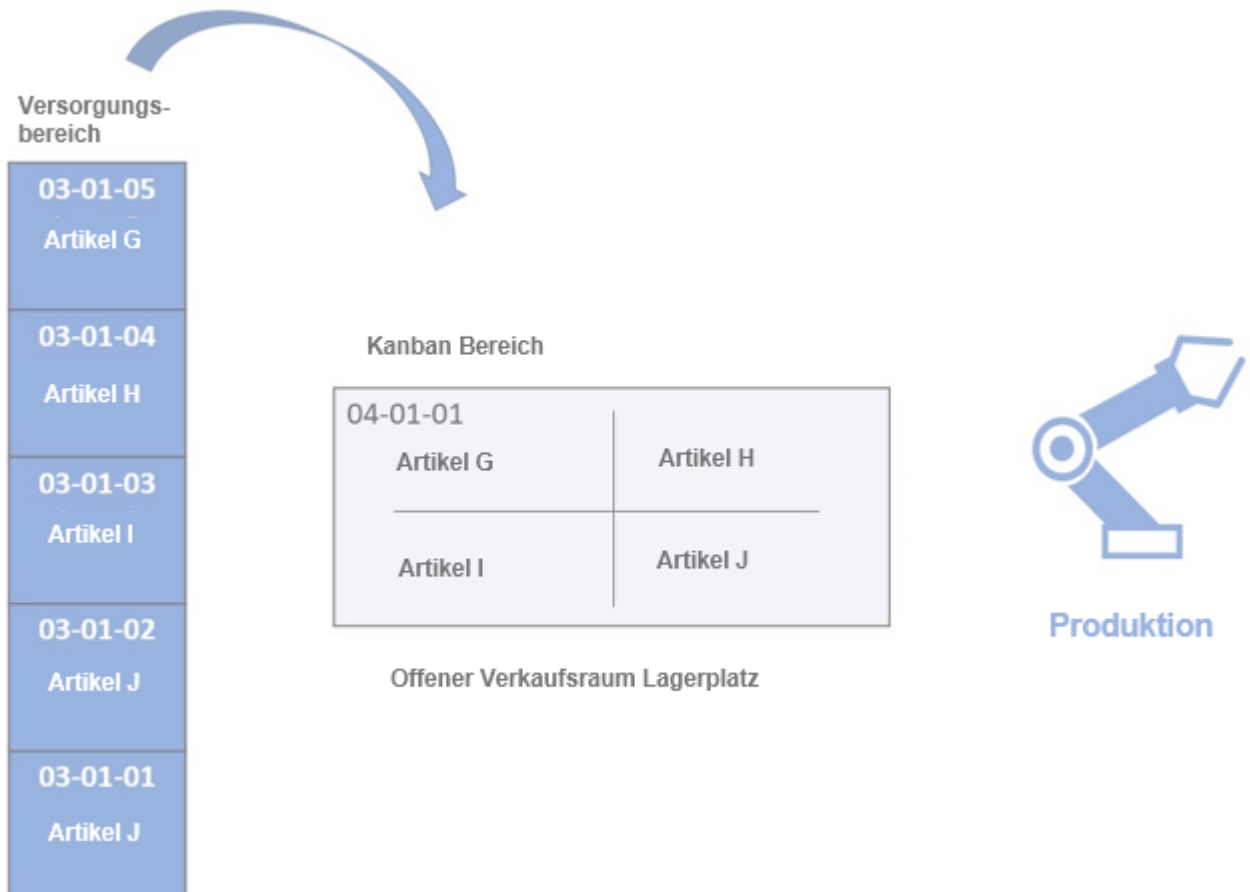 Versorgungs-
bereich
03-01-05
Artikel G
03-01-04
Artikel H
03-01-03
Artikel I
03-01-02
Artikel J
03-01-01
Artikel J
Kanban Bereich
04-01-01
Artikel G
Artikel H
Artikel I
Artikel J
Offener Verkaufsraum Lagerplatz
Produktion